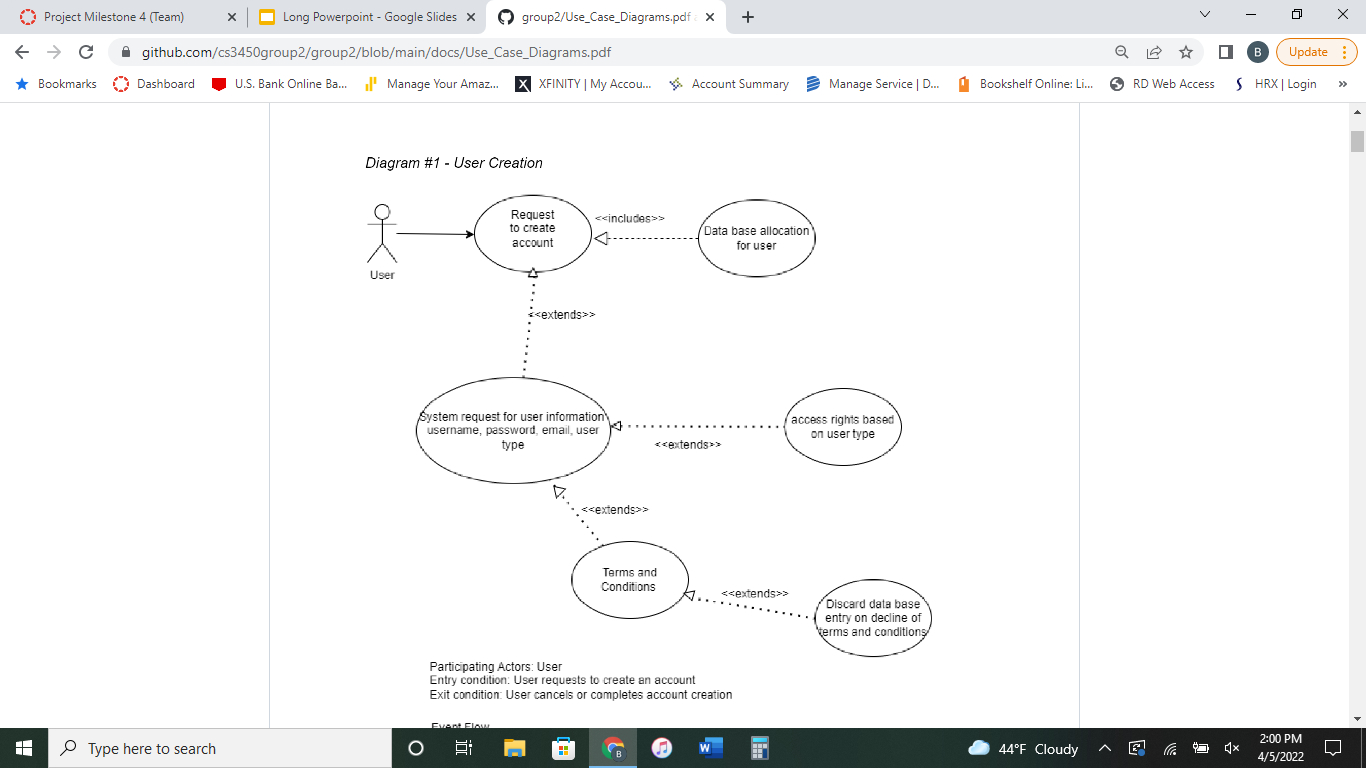 Project Milestone 4 (Team)
Long Powerpoint - Google Slides
group2/Use_Case_Diagrams.pdf
github.com/cs3450group2/group2/blob/main/docs/Use_Case_Diagrams.pdf
B
Update
Bookmarks
Dashboard
U.S. Bank Online Ba...
Manage Your Amaz...
XFINITY | My Accou...
Account Summary
Manage Service | D...
Bookshelf Online: Li...
RD Web Access
HRX | Login
»
Diagram #1 - User Creation
Request
to create
account
<<includes>>
Data base allocation
for user
User
<<extends>>
System request for user information
username, password, email, user
type
<<extends>>
access rights based
on user type
<<extends>>
Terms and
Conditions
<<extends>>
Discard data base
entry on decline of
terms and conditions
Participating Actors: User
Entry condition: User requests to create an account
Exit condition: User cancels or completes account creation
Event Flow
Type here to search
44°F Cloudy
2:00 PM
4/5/2022